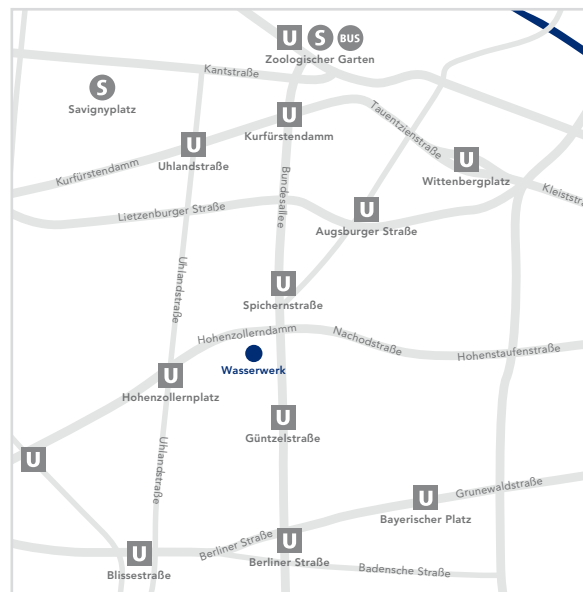 U S BUS
Zoologischer Garten
Kantstraße
S
Savignyplatz
U
Kurfürstendamm
Tauentzienstraße
U
Uhlandstraße
U
Wittenbergplatz
Kurfürstendamm
Bundesallee
Kleiststra
Lietzenburger Straße
U
Augsburger Straße
Uhlandstraße
U
Spichernstraße
Hohenzollerndamm
Nachodstraße
Hohenstaufenstraße
Wasserwerk
U
Hohenzollernplatz
U
Güntzelstraße
Uhlandstraße
U
Grunewaldstraße
U
Bayerischer Platz
Berliner Straße
U
Berliner Straße
U
Blissestraße
Badensche Straße